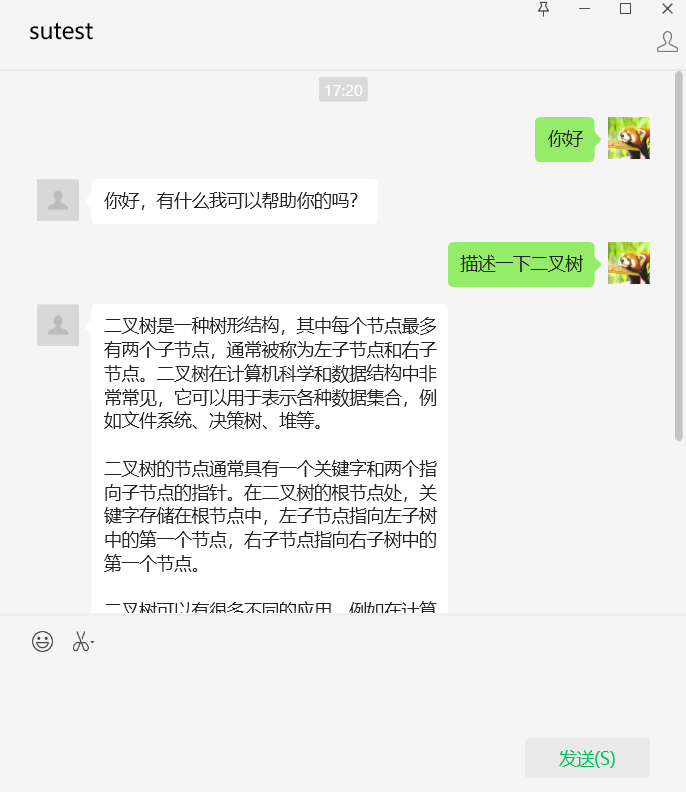 sutest
17:20
你好
你好，有什么我可以帮助你的吗？
描述一下二叉树
二叉树是一种树形结构，其中每个节点最多
有两个子节点，通常被称为左子节点和右子
节点。二叉树在计算机科学和数据结构中非
常常见，它可以用于表示各种数据集合，例
如文件系统、决策树、堆等。
二叉树的节点通常具有一个关键字和两个指
向子节点的指针。在二叉树的根节点处，关
键字存储在根节点中，左子节点指向左子树
中的第一个节点，右子节点指向右子树中的
第一个节点。
二叉树可以有很多不同的应用，例如在计算
发送(S)